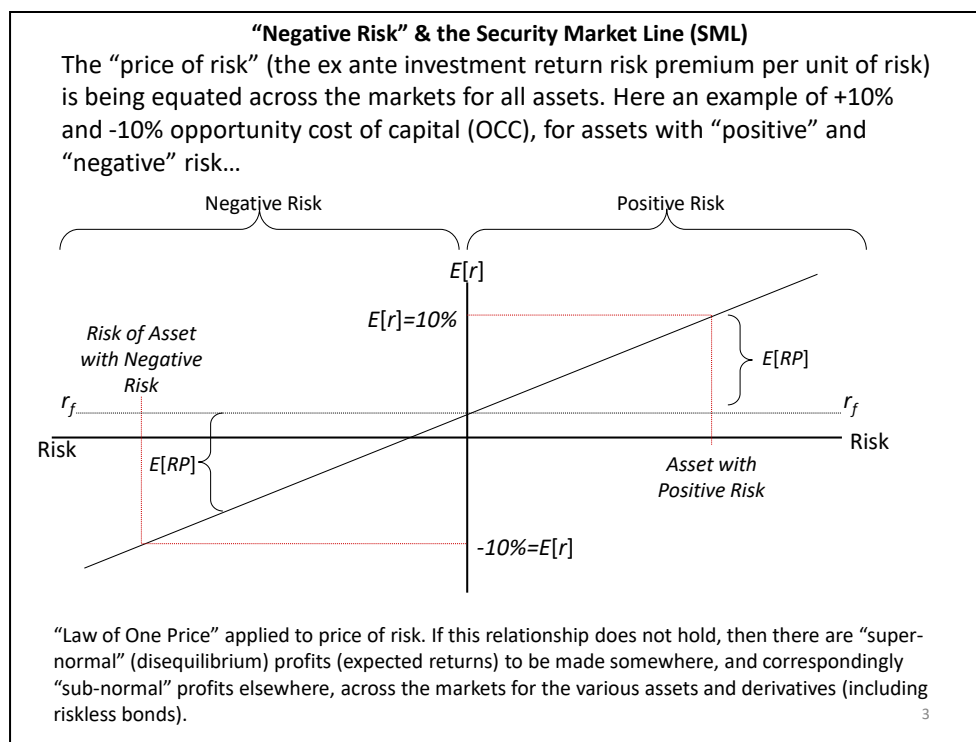 “Negative Risk” & the Security Market Line (SML)
The “price of risk” (the ex ante investment return risk premium per unit of risk)
is being equated across the markets for all assets. Here an example of +10%
and -10% opportunity cost of capital (OCC), for assets with “positive” and
“negative” risk…
Negative Risk
Positive Risk
E[r]
E[r]=10%
Risk of Asset
with Negative
Risk
E[RP]
rf
rf
Risk
Risk
E[RP]
Asset with
Positive Risk
-10%=E[r]
“Law of One Price” applied to price of risk. If this relationship does not hold, then there are “super-
normal” (disequilibrium) profits (expected returns) to be made somewhere, and correspondingly
“sub-normal” profits elsewhere, across the markets for the various assets and derivatives (including
riskless bonds).
3